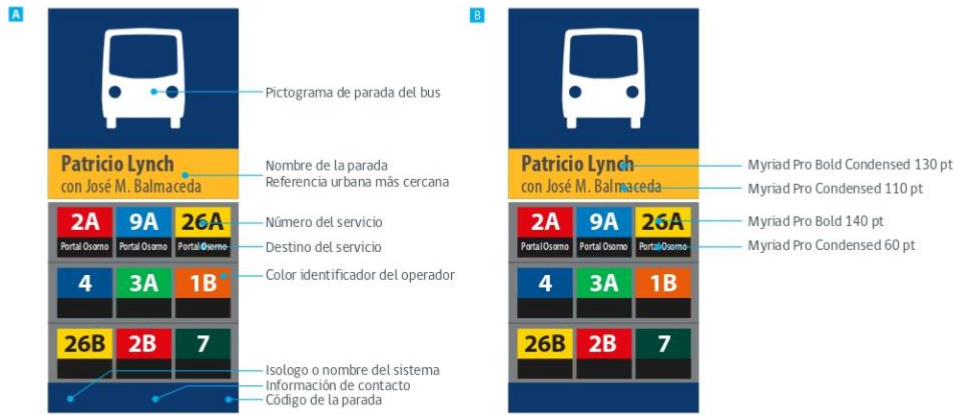 A
Pictograma de parada del bus
Patricio Lynch
con José M. Balmaceda
Nombre de la parada
Referencia urbana más cercana
2A 9A 26A
Portal Osorno Portal Osorno Portal Osorno
Número del servicio
Destino del servicio
4 3A 1B
Color identificador del operador
26B 2B 7
Isologo o nombre del sistema
Información de contacto
Código de la parada
B
Patricio Lynch
con José M. Balmaceda
Myriad Pro Bold Condensed 130 pt
Myriad Pro Condensed 110 pt
2A 9A 26A
Portal Osorno Portal Osorno Portal Osorno
Myriad Pro Bold 140 pt
Myriad Pro Condensed 60 pt
4 3A 1B
26B 2B 7